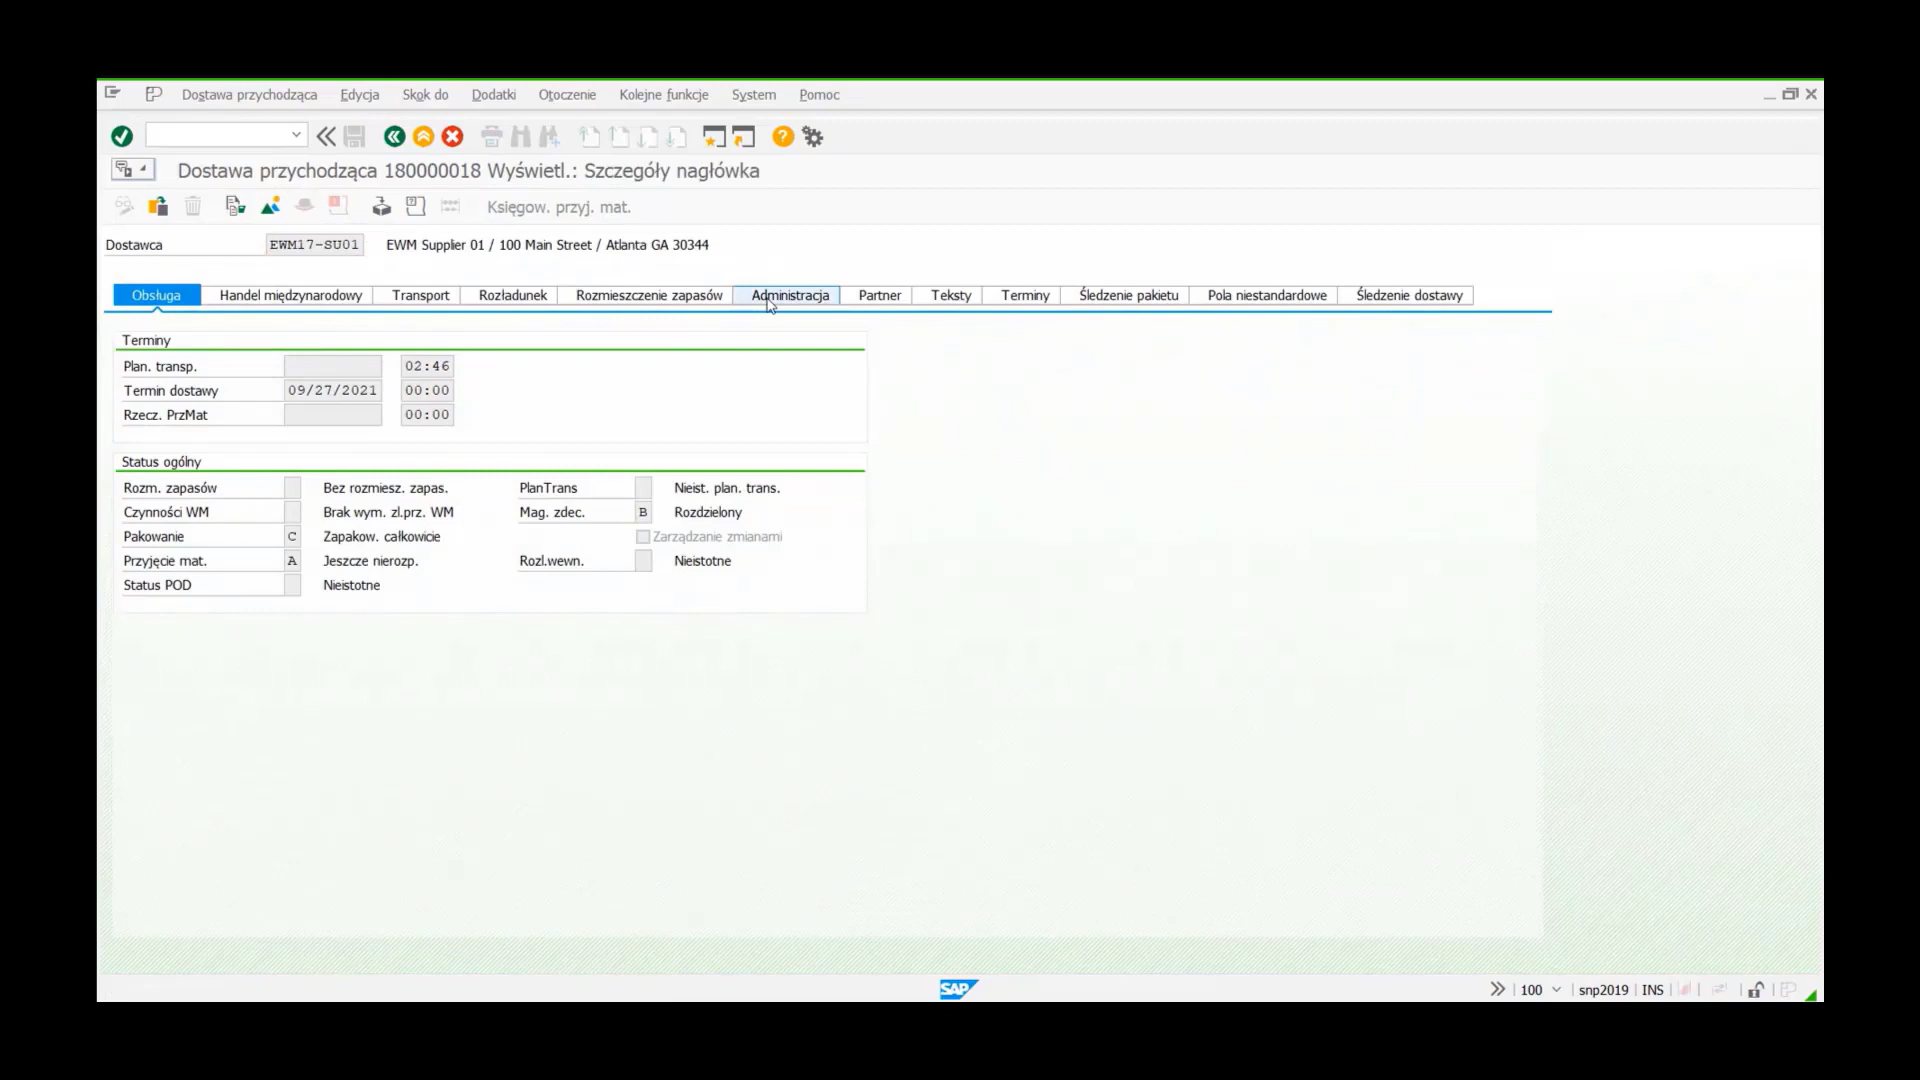 Dostawa przychodząca Edycja Skok do Dodatki Otoczenie Kolejne funkcje System Pomoc
Dostawa przychodząca 180000018 Wyświetl.: Szczegóły nagłówka
Księgow. przyj. mat.
Dostawca EWM17-SU01 EWM Supplier 01 / 100 Main Street / Atlanta GA 30344
Obsługa Handel międzynarodowy Transport Rozładunek Rozmieszczenie zapasów Administracja Partner Teksty Terminy Śledzenie pakietu Pola niestandardowe Śledzenie dostawy
Terminy
Plan. transp. 02:46
Termin dostawy 09/27/2021 00:00
Rzecz. PrzMat 00:00
Status ogólny
Rozm. zapasów Bez rozmiesz. zapas. PlanTrans Nieist. plan. trans.
Czynności WM Brak wym. zl.prz. WM Mag. zdec. B Rozdzielony
Pakowanie C Zapakow. całkowicie Zarządzanie zmianami
Przyjęcie mat. A Jeszcze nierozp. Rozl.wewn. Nieistotne
Status POD Nieistotne
SAP 100 snp2019 INS